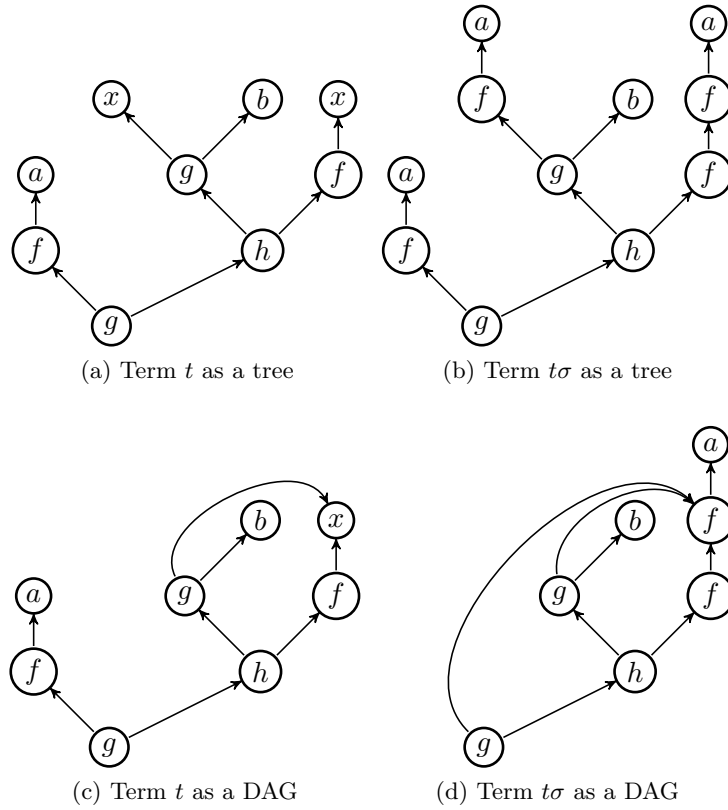 a a
x b x f b f
a g f a g f
f h f h
g g
(a) Term t as a tree (b) Term tσ as a tree
a
b x b f
a g f g f
f h h
g g
(c) Term t as a DAG (d) Term tσ as a DAG